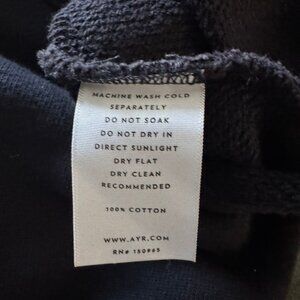 MACHINE WASH COLD
SEPARATELY
DO NOT SOAK
DO NOT DRY IN
DIRECT SUNLIGHT
DRY FLAT
DRY CLEAN
RECOMMENDED
100% COTTON
WWW.AYR.COM
RN# 150965